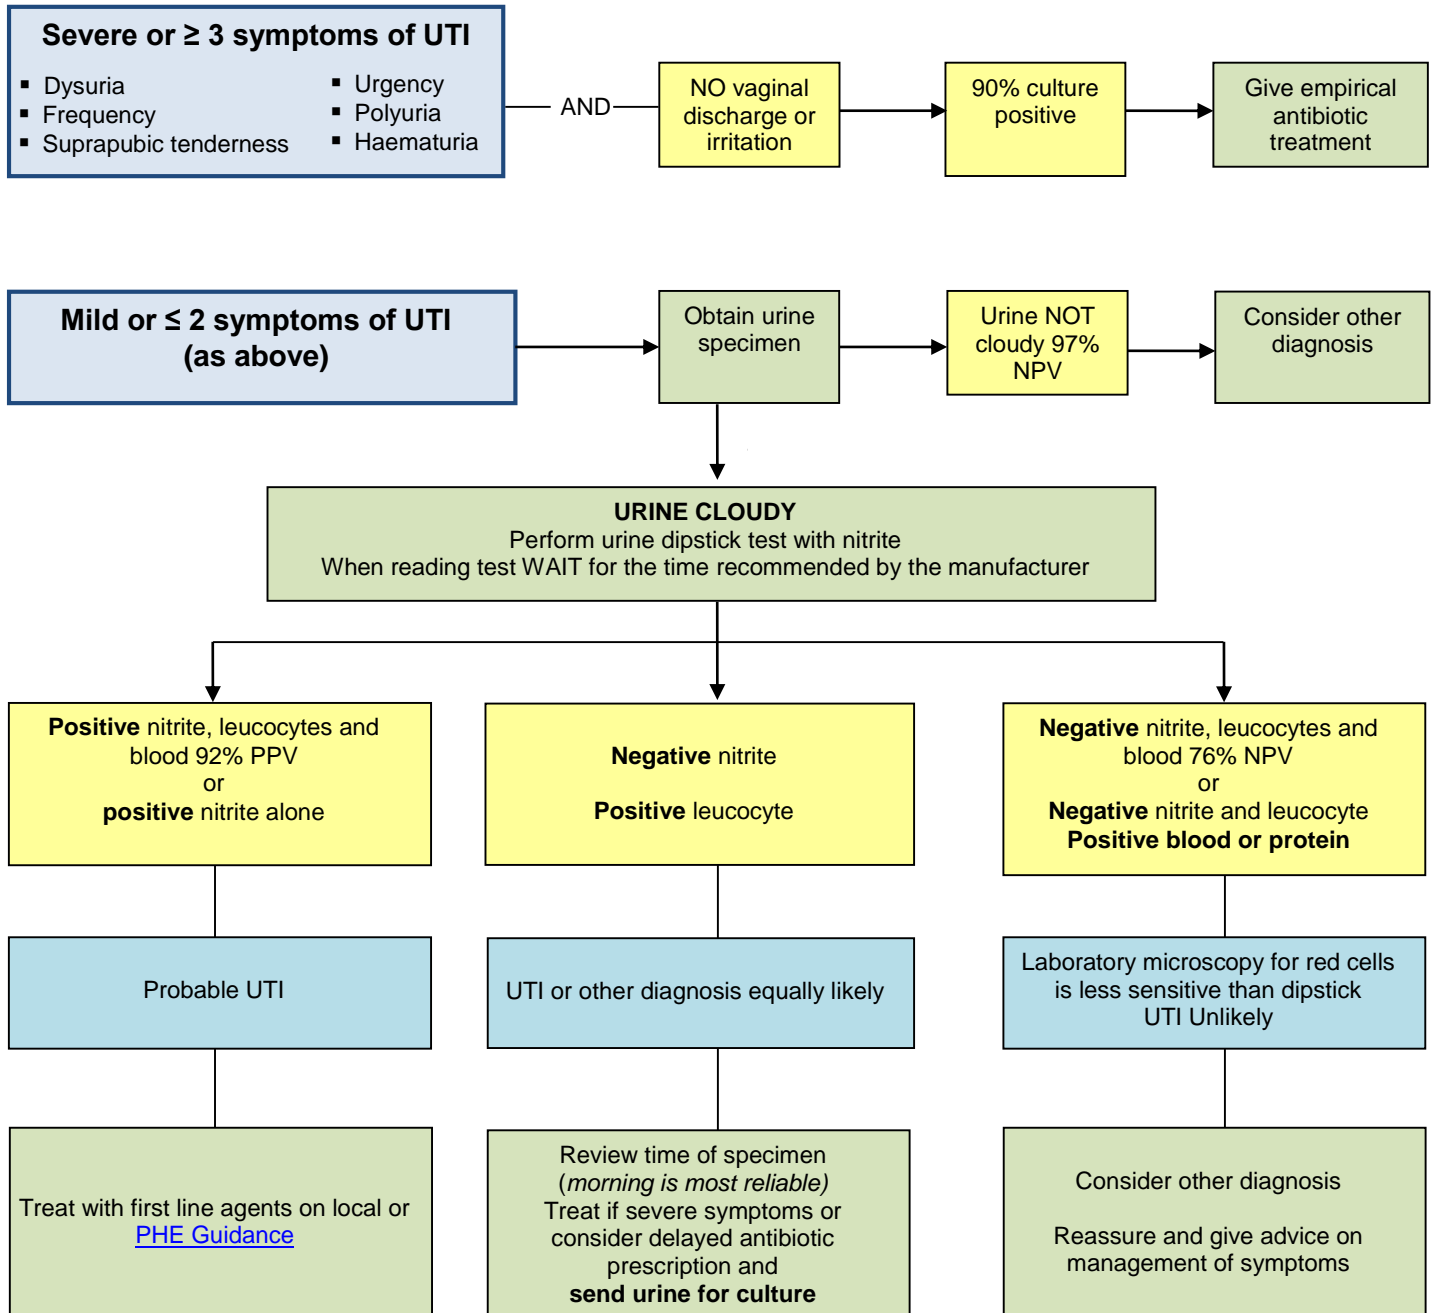 Severe or ≥ 3 symptoms of UTI
▪ Dysuria
▪ Frequency
▪ Suprapubic tenderness
▪ Urgency
▪ Polyuria
▪ Haematuria
AND
NO vaginal
discharge or
irritation
90% culture
positive
Give empirical
antibiotic
treatment
Mild or ≤ 2 symptoms of UTI
(as above)
Obtain urine
specimen
Urine NOT
cloudy 97%
NPV
Consider other
diagnosis
URINE CLOUDY
Perform urine dipstick test with nitrite
When reading test WAIT for the time recommended by the manufacturer
Positive nitrite, leucocytes and
blood 92% PPV
or
positive nitrite alone
Negative nitrite
Positive leucocyte
Negative nitrite, leucocytes and
blood 76% NPV
or
Negative nitrite and leucocyte
Positive blood or protein
Probable UTI
UTI or other diagnosis equally likely
Laboratory microscopy for red cells
is less sensitive than dipstick
UTI Unlikely
Treat with first line agents on local or
PHE Guidance
Review time of specimen
(morning is most reliable)
Treat if severe symptoms or
consider delayed antibiotic
prescription and
send urine for culture
Consider other diagnosis
Reassure and give advice on
management of symptoms